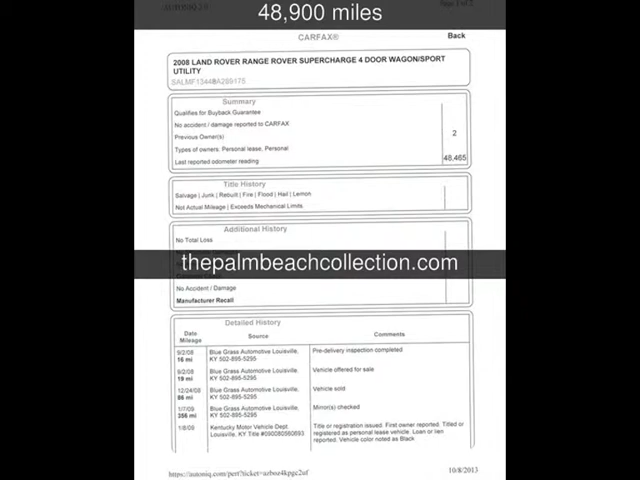 48,900 miles
Page 1 of 2
CARFAX®
Back
2008 LAND ROVER RANGE ROVER SUPERCHARGE 4 DOOR WAGON/SPORT
UTILITY
Summary
Qualifies for Buyback Guarantee
No accident / damage reported to CARFAX
Previous Owner(s) 2
Types of owners: Personal lease, Personal
Last reported odometer reading 48,465
Title History
Salvage | Junk | Rebuilt | Fire | Flood | Hail | Lemon
Not Actual Mileage | Exceeds Mechanical Limits
Additional History
No Total Loss
thepalmbeachcollection.com
No Accident / Damage
Manufacturer Recall
Detailed History
Date
Mileage
Source
Comments
9/2/08
16 mi
Blue Grass Automotive Louisville,
KY 502-895-5295
Pre-delivery inspection completed
9/2/08
19 mi
Blue Grass Automotive Louisville,
KY 502-895-5295
Vehicle offered for sale
12/24/08
86 mi
Blue Grass Automotive Louisville,
KY 502-895-5295
Vehicle sold
1/7/09
356 mi
Blue Grass Automotive Louisville,
KY 502-895-5295
Mirror(s) checked
1/8/09
Kentucky Motor Vehicle Dept.
Louisville, KY Title #090080560693
Title or registration issued. First owner reported. Titled or
registered as personal lease vehicle. Loan or lien
reported. Vehicle color noted as Black
10/8/2013